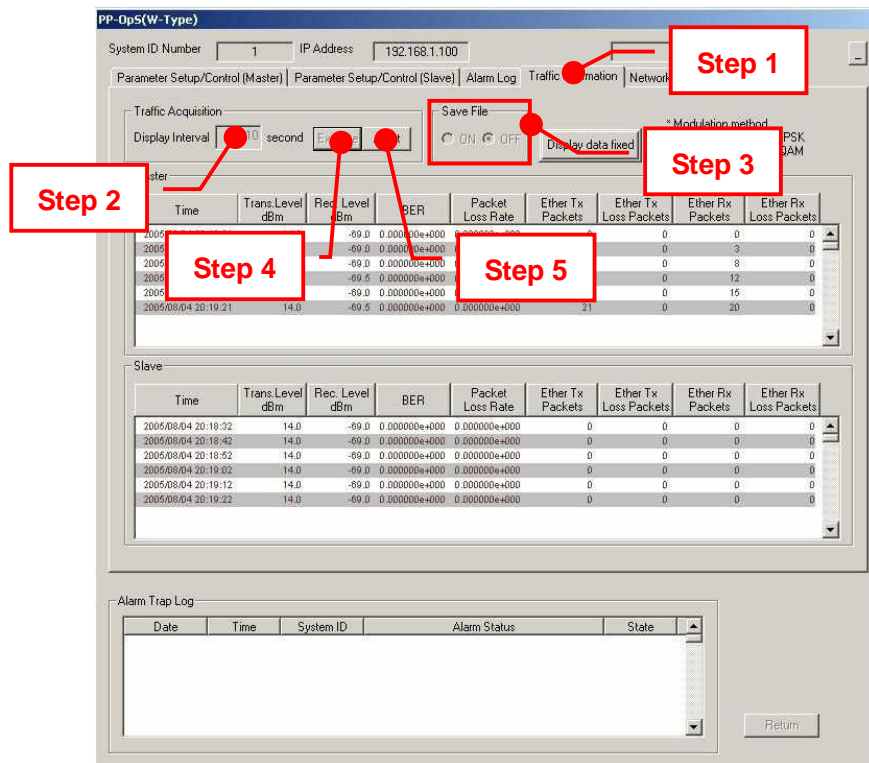 PP-OpS(W-Type)
System ID Number 1 IP Address 192.168.1.100
Step 1
Parameter Setup/Control (Master) Parameter Setup/Control (Slave) Alarm Log Traffic Network
Traffic Acquisition
Display Interval 10 second
Save File
ON OFF
Display data fixed
* Modulation method
PSK
QAM
Step 2
Step 3
Time Trans.Level dBm Rec. Level dBm BER Packet Loss Rate Ether Tx Packets Ether Tx Loss Packets Ether Rx Packets Ether Rx Loss Packets
-69.0 0.000000e+000 0 0 0
-69.0 0.000000e+000 0 3 0
-69.0 0.000000e+000 0 8 0
-69.5 0.000000e+000 0 12 0
-69.0 0.000000e+000 0 15 0
2005/08/04 20:19:21 14.0 -69.5 0.000000e+000 0.000000e+000 21 0 20 0
Step 4
Step 5
Slave
Time Trans.Level dBm Rec. Level dBm BER Packet Loss Rate Ether Tx Packets Ether Tx Loss Packets Ether Rx Packets Ether Rx Loss Packets
2005/08/04 20:18:32 14.0 -69.0 0.000000e+000 0.000000e+000 0 0 0 0
2005/08/04 20:18:42 14.0 -69.0 0.000000e+000 0.000000e+000 0 0 0 0
2005/08/04 20:18:52 14.0 -69.0 0.000000e+000 0.000000e+000 0 0 0 0
2005/08/04 20:19:02 14.0 -69.0 0.000000e+000 0.000000e+000 0 0 0 0
2005/08/04 20:19:12 14.0 -69.0 0.000000e+000 0.000000e+000 0 0 0 0
2005/08/04 20:19:22 14.0 -69.0 0.000000e+000 0.000000e+000 0 0 0 0
Alarm Trap Log
Date Time System ID Alarm Status State
Return